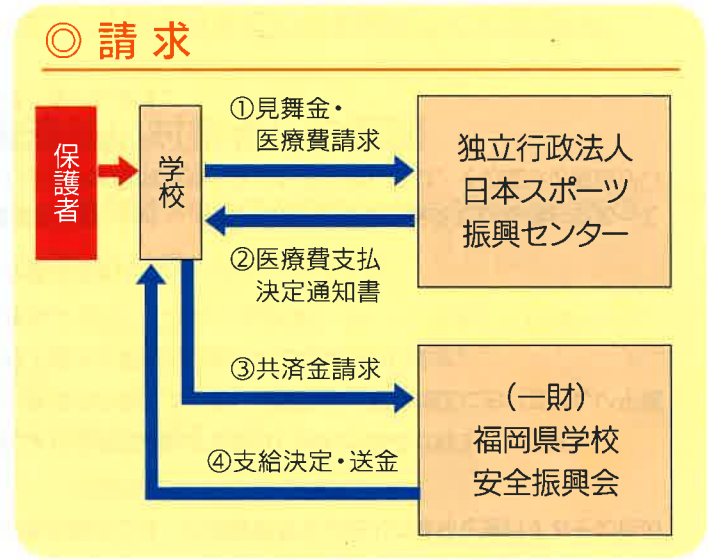 ◎ 請求
保護者
学校
①見舞金・
医療費請求
独立行政法人
日本スポーツ
振興センター
②医療費支払
決定通知書
③共済金請求
(一財)
福岡県学校
安全振興会
④支給決定・送金